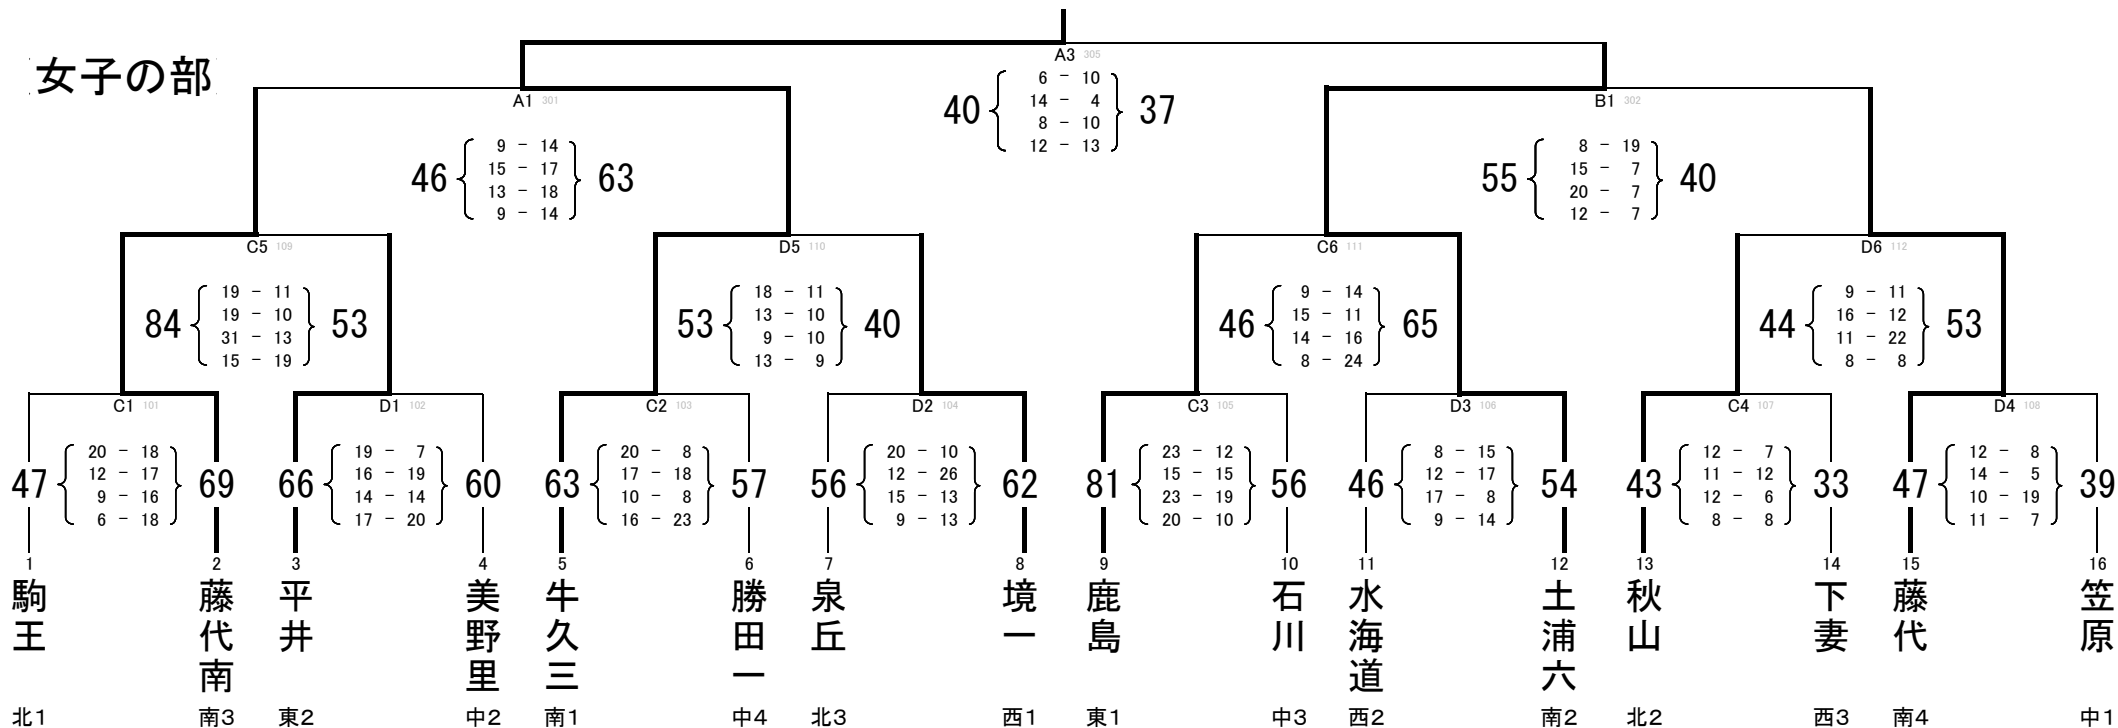 女子の部
A3 305
40 6 - 10 37
14 - 4
8 - 10
12 - 13
A1 301
46 9 - 14 63
15 - 17
13 - 18
9 - 14
B1 302
55 8 - 19 40
15 - 7
20 - 7
12 - 7
C5 109
84 19 - 11 53
19 - 10
31 - 13
15 - 19
D5 110
53 18 - 11 40
13 - 10
9 - 10
13 - 9
C6 111
46 9 - 14 65
15 - 11
14 - 16
8 - 24
D6 112
44 9 - 11 53
16 - 12
11 - 22
8 - 8
C1 101
47 20 - 18 69
12 - 17
9 - 16
6 - 18
D1 102
66 19 - 7 60
16 - 19
14 - 14
17 - 20
C2 103
63 20 - 8 57
17 - 18
10 - 8
16 - 23
D2 104
56 20 - 10 62
12 - 26
15 - 13
9 - 13
C3 105
81 23 - 12 56
15 - 15
23 - 19
20 - 10
D3 106
46 8 - 15 54
12 - 17
17 - 8
9 - 14
C4 107
43 12 - 7 33
11 - 12
12 - 6
8 - 8
D4 108
47 12 - 8 39
14 - 5
10 - 19
11 - 7
1
駒王
北1
2
藤代南
南3
3
平井
東2
4
美野里
中2
5
牛久三
南1
6
勝田一
中4
7
泉丘
北3
8
境一
西1
9
鹿島
東1
10
石川
中3
11
水海道
西2
12
土浦六
南2
13
秋山
北2
14
下妻
西3
15
藤代
南4
16
笠原
中1